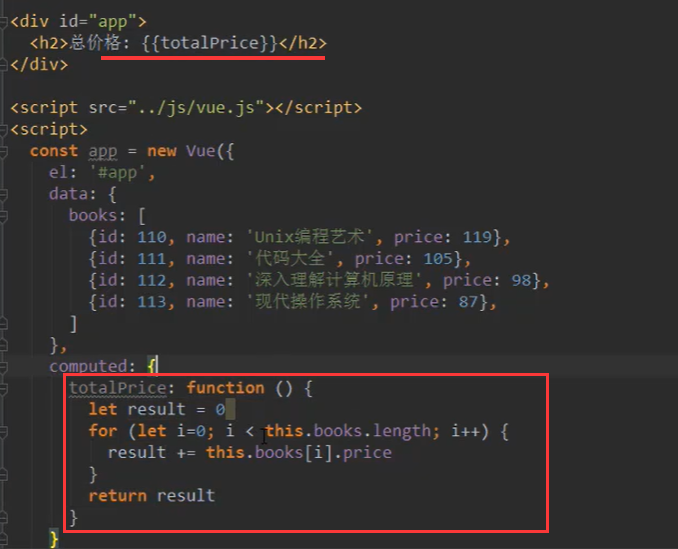 <div id="app">
<h2>总价格: {{totalPrice}}</h2>
</div>
<script src="../js/vue.js"></script>
<script>
const app = new Vue({
el: '#app',
data: {
books: [
{id: 110, name: 'Unix编程艺术', price: 119},
{id: 111, name: '代码大全', price: 105},
{id: 112, name: '深入理解计算机原理', price: 98},
{id: 113, name: '现代操作系统', price: 87},
]
},
computed: {
totalPrice: function () {
let result = 0
for (let i=0; i < this.books.length; i++) {
result += this.books[i].price
}
return result
}
}